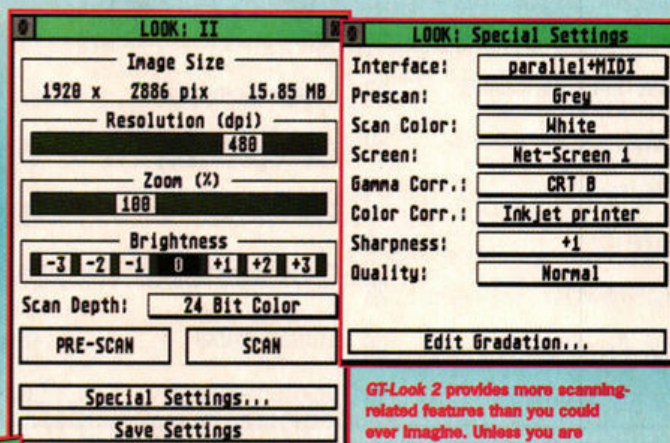 LOOK: II
Image Size
1920 x 2886 pix 15.85 MB
Resolution (dpi)
480
Zoom (%)
100
Brightness
-3 -2 -1 0 +1 +2 +3
Scan Depth: 24 Bit Color
PRE-SCAN SCAN
Special Settings...
Save Settings
LOOK: Special Settings
Interface: parallel+MIDI
Prescan: Grey
Scan Color: White
Screen: Net-Screen 1
Gamma Corr.: CRT B
Color Corr.: Inkjet printer
Sharpness: +1
Quality: Normal
Edit Gradation...
GT-Look 2 provides more scanning-
related features than you could
ever imagine. Unless you are